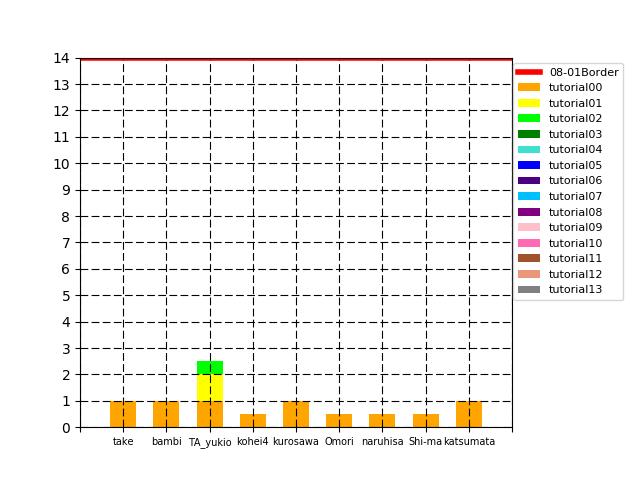 14
13
12
11
10
9
8
7
6
5
4
3
2
1
0
take bambi TA_yukio kohei4 kurosawa Omori naruhisa Shi-ma katsumata
08-01Border
tutorial00
tutorial01
tutorial02
tutorial03
tutorial04
tutorial05
tutorial06
tutorial07
tutorial08
tutorial09
tutorial10
tutorial11
tutorial12
tutorial13